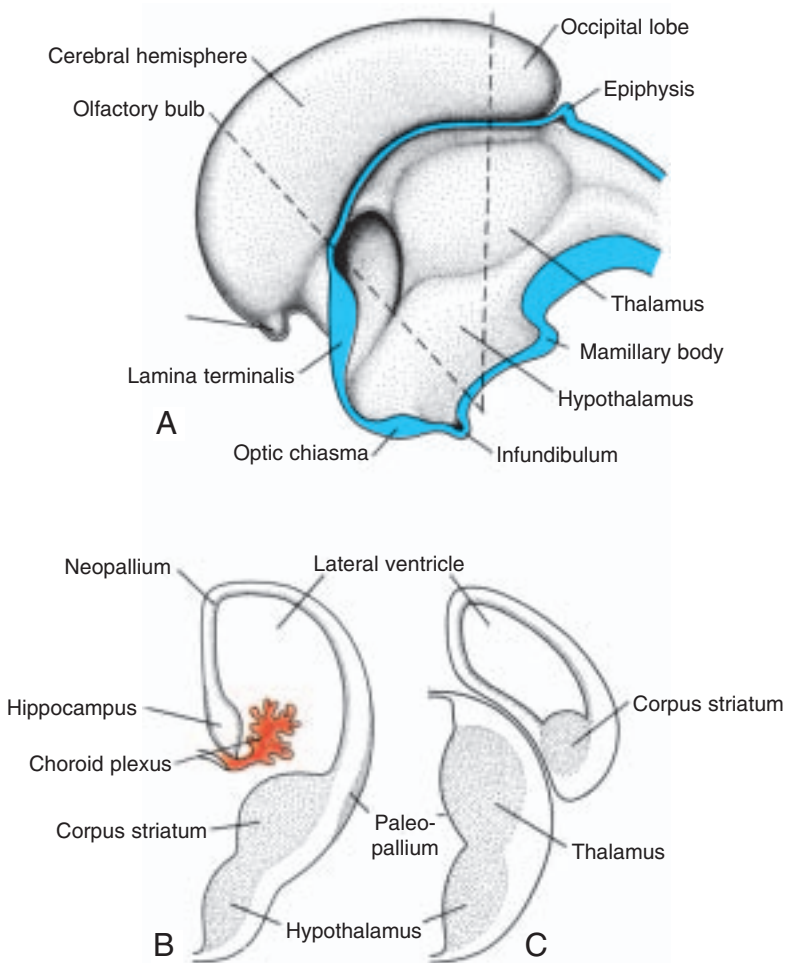 Occipital lobe
Cerebral hemisphere
Epiphysis
Olfactory bulb
Thalamus
Mamillary body
Lamina terminalis
Hypothalamus
A
Optic chiasma
Infundibulum
Neopallium
Lateral ventricle
Hippocampus
Corpus striatum
Choroid plexus
Corpus striatum
Paleo-
pallium
Thalamus
Hypothalamus
B
C